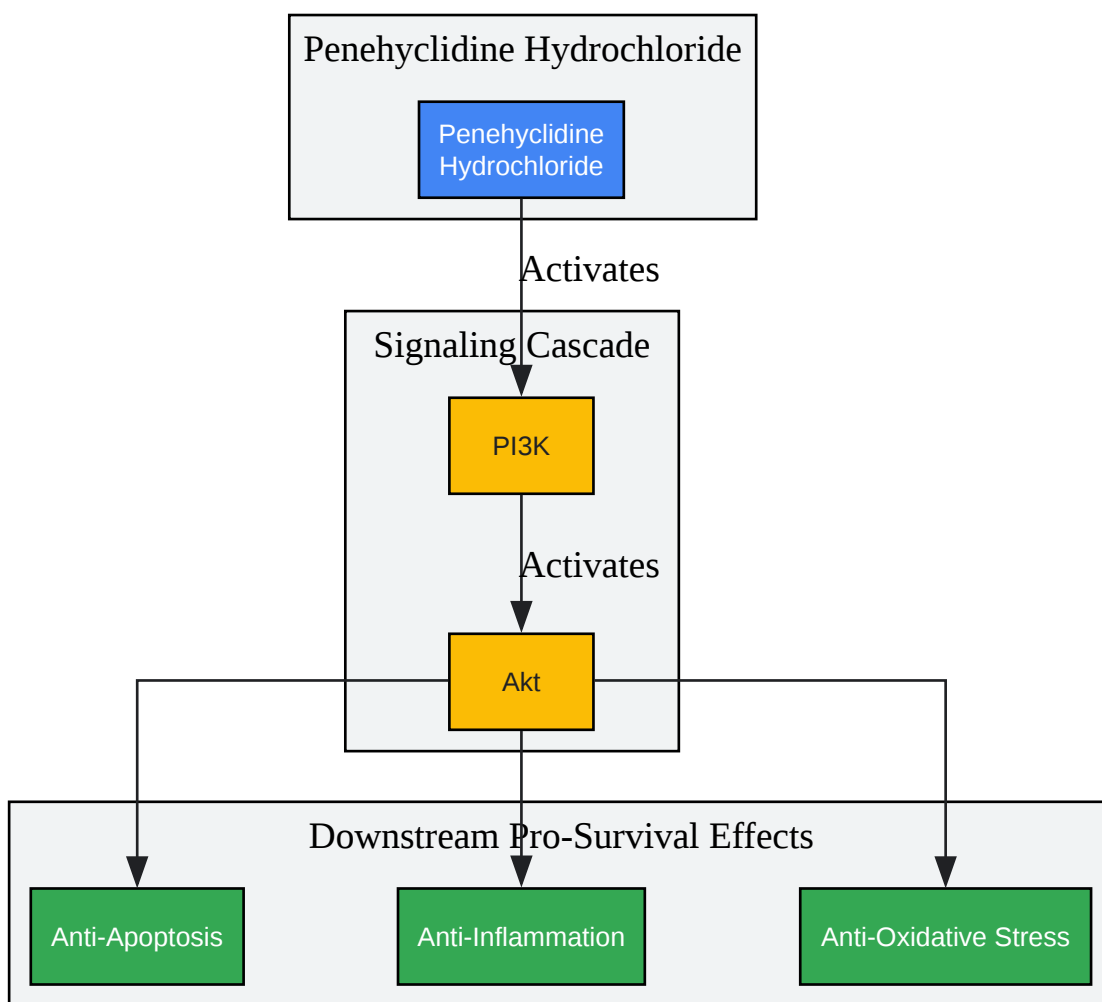 Penehyclidine Hydrochloride
Penehyclidine
Hydrochloride
Activates
Signaling Cascade
PI3K
Activates
Akt
Downstream Pro-Survival Effects
Anti-Apoptosis
Anti-Inflammation
Anti-Oxidative Stress